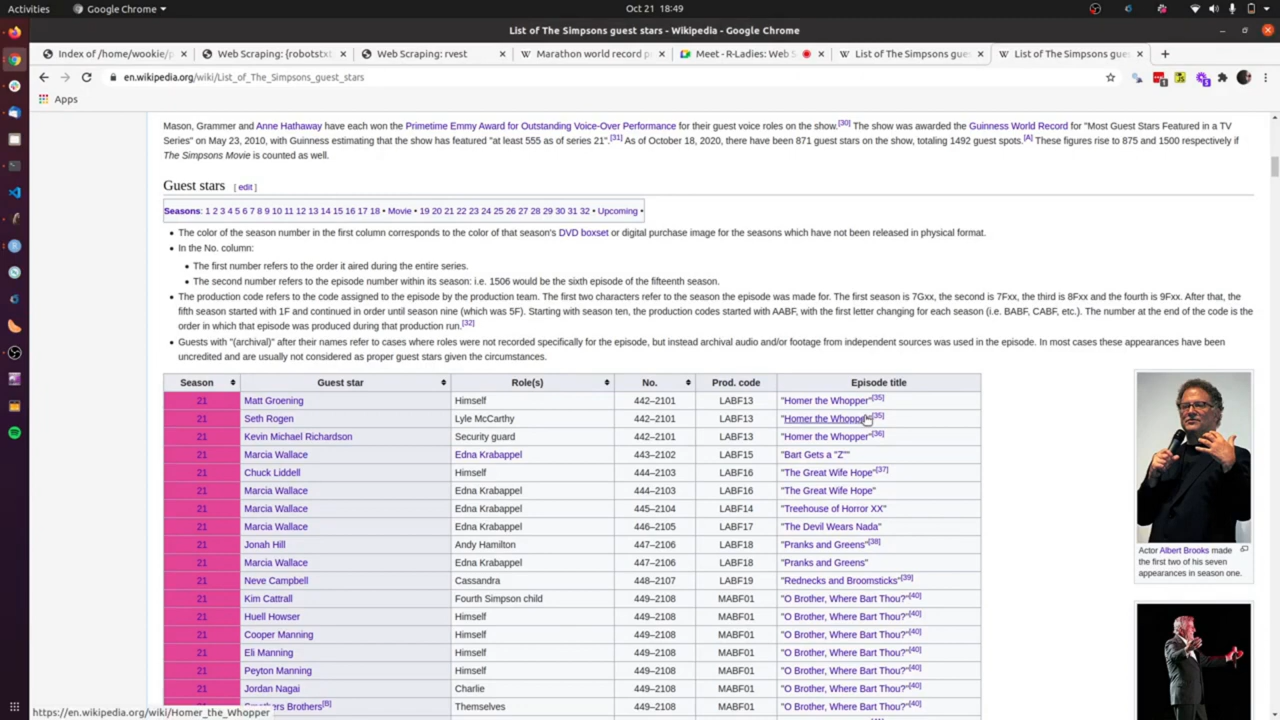 Activities
Google Chrome
Oct 21 18:49
List of The Simpsons guest stars - Wikipedia - Google Chrome
Index of /home/wookie/p
Web Scraping: {robotstxt
Web Scraping: rvest
Marathon world record p
Meet - R-Ladies: Web S
List of The Simpsons gues
List of The Simpsons gues
en.wikipedia.org/wiki/List_of_The_Simpsons_guest_stars
Apps
Mason, Grammer and Anne Hathaway have each won the Primetime Emmy Award for Outstanding Voice-Over Performance for their guest voice roles on the show.[30] The show was awarded the Guinness World Record for "Most Guest Stars Featured in a TV
Series" on May 23, 2010, with Guinness estimating that the show has featured "at least 555 as of series 21".[31] As of October 18, 2020, there have been 871 guest stars on the show, totaling 1492 guest spots.[A] These figures rise to 875 and 1500 respectively if
The Simpsons Movie is counted as well.
Guest stars [ edit ]
Seasons: 1 2 3 4 5 6 7 8 9 10 11 12 13 14 15 16 17 18 • Movie • 19 20 21 22 23 24 25 26 27 28 29 30 31 32 • Upcoming •
• The color of the season number in the first column corresponds to the color of that season's DVD boxset or digital purchase image for the seasons which have not been released in physical format.
• In the No. column:
• The first number refers to the order it aired during the entire series.
• The second number refers to the episode number within its season: i.e. 1506 would be the sixth episode of the fifteenth season.
• The production code refers to the code assigned to the episode by the production team. The first two characters refer to the season the episode was made for. The first season is 7Gxx, the second is 7Fxx, the third is 8Fxx and the fourth is 9Fxx. After that, the
fifth season started with 1F and continued in order until season nine (which was 5F). Starting with season ten, the production codes started with AABF, with the first letter changing for each season (i.e. BABF, CABF, etc.). The number at the end of the code is the
order in which that episode was produced during that production run.[32]
• Guests with "(archival)" after their names refer to cases where roles were not recorded specifically for the episode, but instead archival audio and/or footage from independent sources was used in the episode. In most cases these appearances have been
uncredited and are usually not considered as proper guest stars given the circumstances.
Season Guest star Role(s) No. Prod. code Episode title
21 Matt Groening Himself 442–2101 LABF13 "Homer the Whopper"[35]
21 Seth Rogen Lyle McCarthy 442–2101 LABF13 "Homer the Whopper"[35]
21 Kevin Michael Richardson Security guard 442–2101 LABF13 "Homer the Whopper"[36]
21 Marcia Wallace Edna Krabappel 443–2102 LABF15 "Bart Gets a "Z""
21 Chuck Liddell Himself 444–2103 LABF16 "The Great Wife Hope"[37]
21 Marcia Wallace Edna Krabappel 444–2103 LABF16 "The Great Wife Hope"
21 Marcia Wallace Edna Krabappel 445–2104 LABF14 "Treehouse of Horror XX"
21 Marcia Wallace Edna Krabappel 446–2105 LABF17 "The Devil Wears Nada"
21 Jonah Hill Andy Hamilton 447–2106 LABF18 "Pranks and Greens"[38]
21 Marcia Wallace Edna Krabappel 447–2106 LABF18 "Pranks and Greens"
21 Neve Campbell Cassandra 448–2107 LABF19 "Rednecks and Broomsticks"[39]
21 Kim Cattrall Fourth Simpson child 449–2108 MABF01 "O Brother, Where Bart Thou?"[40]
21 Huell Howser Himself 449–2108 MABF01 "O Brother, Where Bart Thou?"[40]
21 Cooper Manning Himself 449–2108 MABF01 "O Brother, Where Bart Thou?"[40]
21 Eli Manning Himself 449–2108 MABF01 "O Brother, Where Bart Thou?"[40]
21 Peyton Manning Himself 449–2108 MABF01 "O Brother, Where Bart Thou?"[40]
21 Jordan Nagai Charlie 449–2108 MABF01 "O Brother, Where Bart Thou?"[40]
Smothers Brothers[B] Themselves 449–2108 MABF01 "O Brother, Where Bart Thou?"[40]
Actor Albert Brooks made
the first two of his seven
appearances in season one.
https://en.wikipedia.org/wiki/Homer_the_Whopper